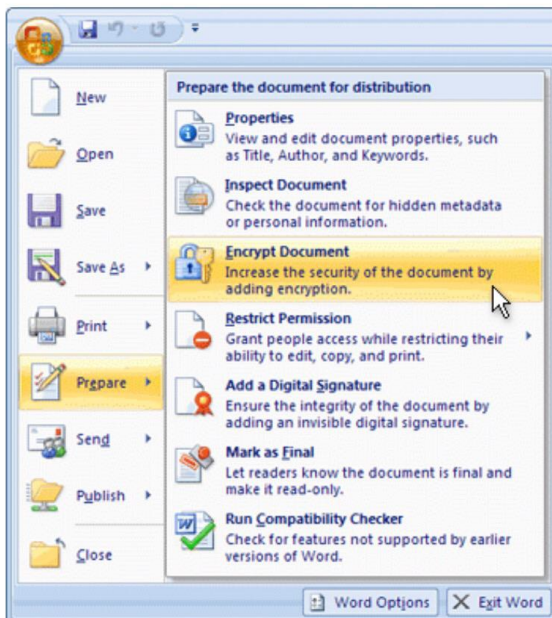 New
Open
Save
Save As
Print
Prepare
Send
Publish
Close
Prepare the document for distribution
Properties
View and edit document properties, such
as Title, Author, and Keywords.
Inspect Document
Check the document for hidden metadata
or personal information.
Encrypt Document
Increase the security of the document by
adding encryption.
Restrict Permission
Grant people access while restricting their
ability to edit, copy, and print.
Add a Digital Signature
Ensure the integrity of the document by
adding an invisible digital signature.
Mark as Final
Let readers know the document is final and
make it read-only.
Run Compatibility Checker
Check for features not supported by earlier
versions of Word.
Word Options
Exit Word